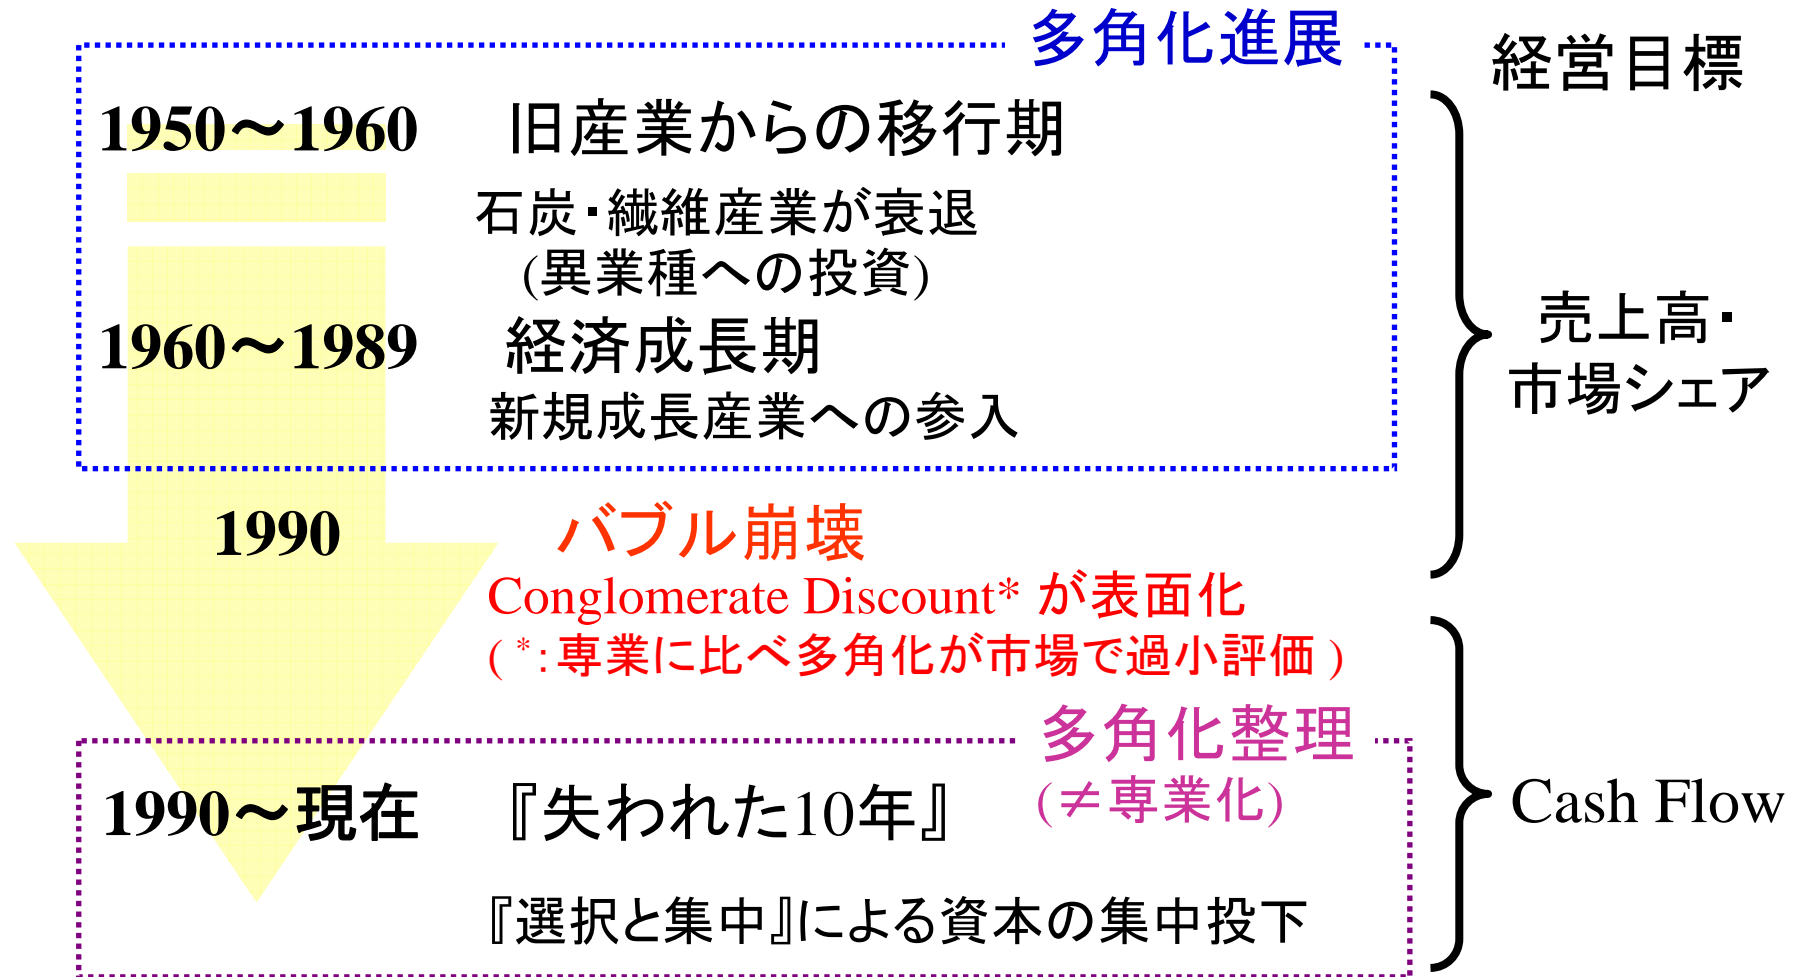 多角化進展
経営目標
1950～1960 旧産業からの移行期
石炭・繊維産業が衰退
(異業種への投資)
1960～1989 経済成長期
新規成長産業への参入
売上高・
市場シェア
1990 バブル崩壊
Conglomerate Discount* が表面化
( *：専業に比べ多角化が市場で過小評価 )
多角化整理
(≠専業化)
1990～現在 『失われた10年』
Cash Flow
『選択と集中』による資本の集中投下